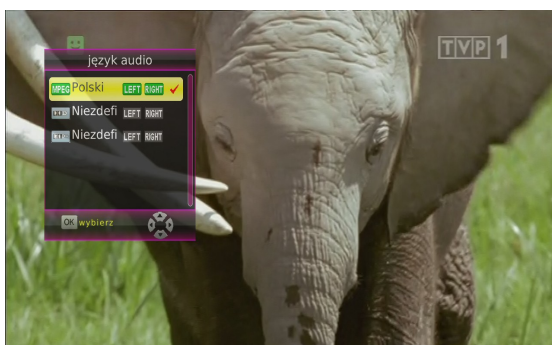 TVP 1
język audio
MPEG Polski LEFT RIGHT
Niezdefi LEFT RIGHT
Niezdefi LEFT RIGHT
OK wybierz